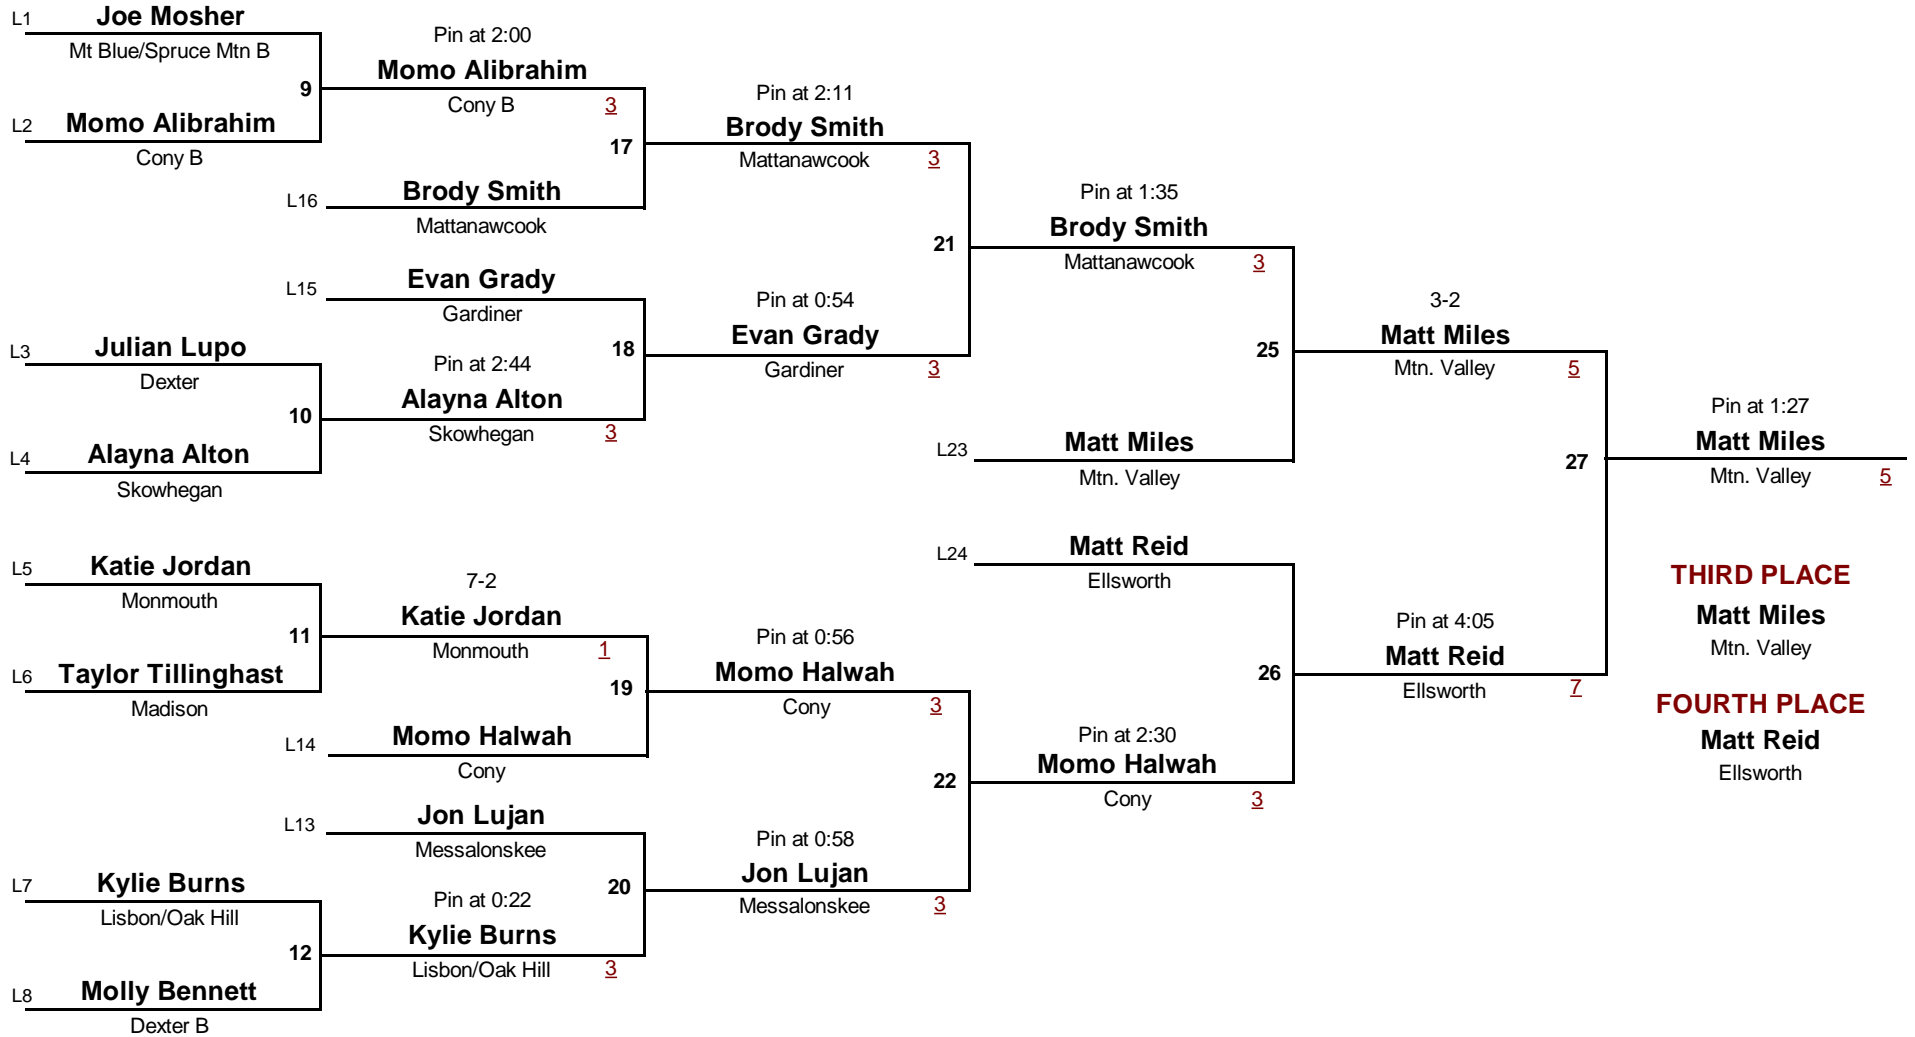 L1 Joe Mosher
Mt Blue/Spruce Mtn B
9
L2 Momo Alibrahim
Cony B
Pin at 2:00
Momo Alibrahim
Cony B 3
17
L16 Brody Smith
Mattanawcook
L15 Evan Grady
Gardiner
18
L3 Julian Lupo
Dexter
10
L4 Alayna Alton
Skowhegan
Pin at 2:44
Alayna Alton
Skowhegan 3
Pin at 2:11
Brody Smith
Mattanawcook 3
21
Pin at 0:54
Evan Grady
Gardiner 3
Pin at 1:35
Brody Smith
Mattanawcook 3
25
L23 Matt Miles
Mtn. Valley
3-2
Matt Miles
Mtn. Valley 5
27
Pin at 1:27
Matt Miles
Mtn. Valley 5
L5 Katie Jordan
Monmouth
11
L6 Taylor Tillinghast
Madison
7-2
Katie Jordan
Monmouth 1
19
L14 Momo Halwah
Cony
L13 Jon Lujan
Messalonskee
20
L7 Kylie Burns
Lisbon/Oak Hill
12
L8 Molly Bennett
Dexter B
Pin at 0:22
Kylie Burns
Lisbon/Oak Hill 3
Pin at 0:56
Momo Halwah
Cony 3
22
Pin at 0:58
Jon Lujan
Messalonskee 3
L24 Matt Reid
Ellsworth
26
Pin at 2:30
Momo Halwah
Cony 3
Pin at 4:05
Matt Reid
Ellsworth 7
THIRD PLACE
Matt Miles
Mtn. Valley
FOURTH PLACE
Matt Reid
Ellsworth